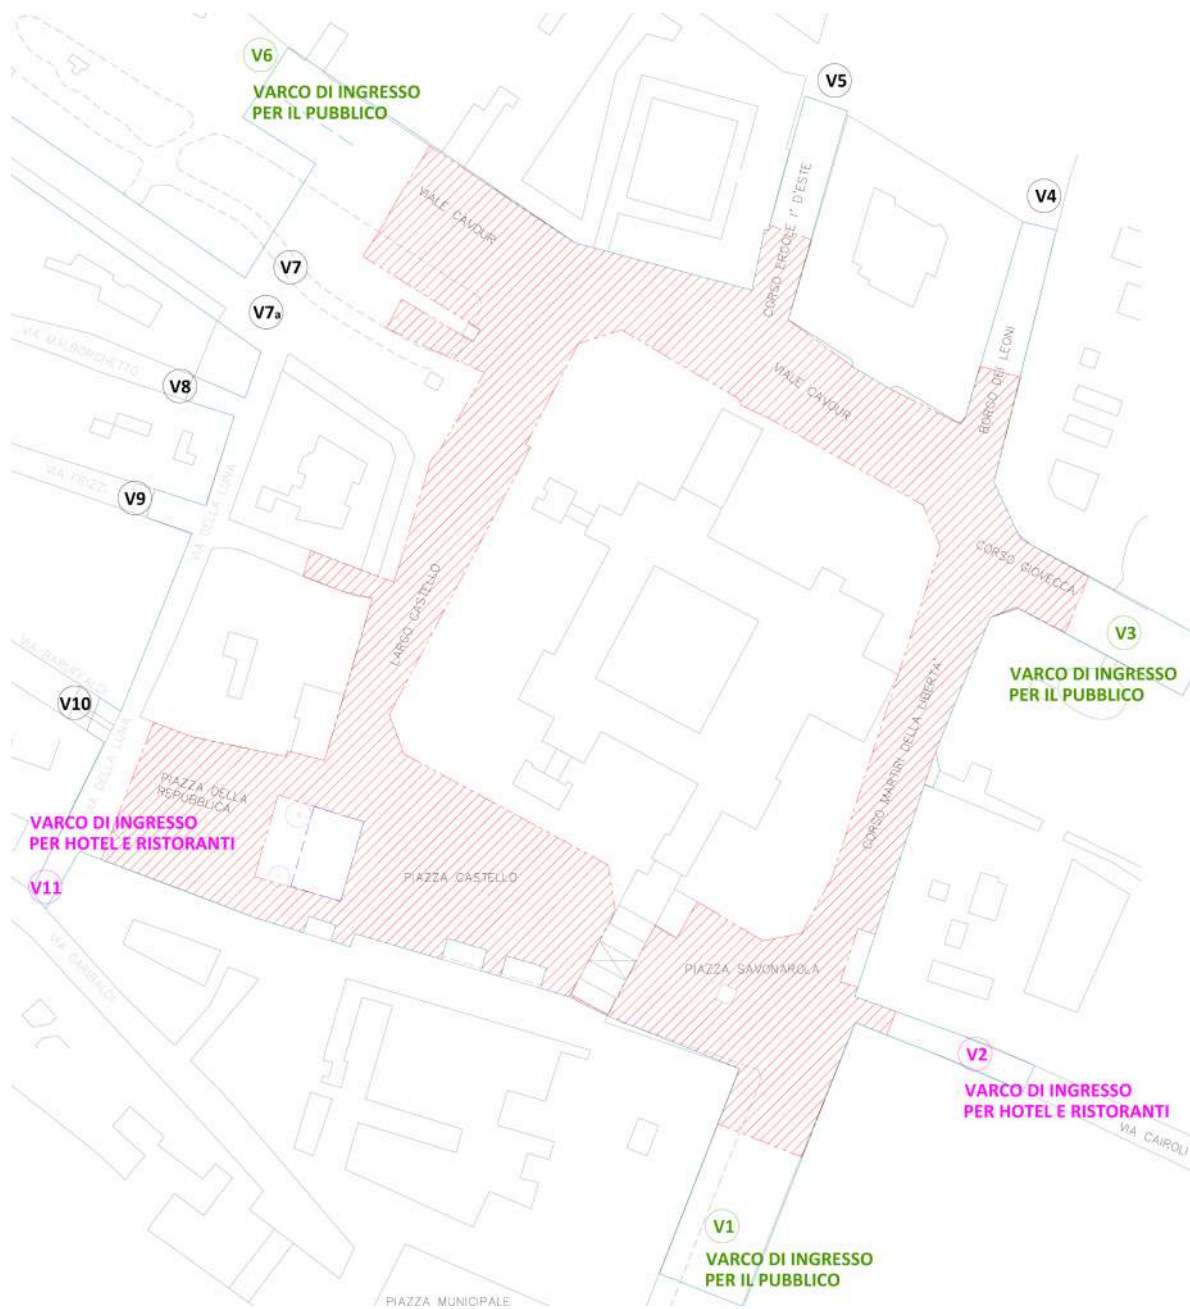 V6
VARCO DI INGRESSO
PER IL PUBBLICO
V5
CORSO ERCOLE I° D'ESTE
V4
VIALE CAVOUR
V7
V7a
VIA MALBORGHETTO
V8
VIALE CAVOUR
BORGO DEI LEONI
VIA FRIZZI
V9
VIA DELLA LUNA
LARGO CASTELLO
CORSO GIOVECCA
V3
VARCO DI INGRESSO
PER IL PUBBLICO
VIA BARUFFALDI
V10
VIA DELLA LUNA
CORSO MARTIRI DELLA LIBERTA'
PIAZZA DELLA
REPUBBLICA
VARCO DI INGRESSO
PER HOTEL E RISTORANTI
V11
PIAZZA CASTELLO
VIA GARIBALDI
PIAZZA SAVONAROLA
V2
VARCO DI INGRESSO
PER HOTEL E RISTORANTI
VIA CAIROLI
V1
VARCO DI INGRESSO
PER IL PUBBLICO
PIAZZA MUNICIPALE